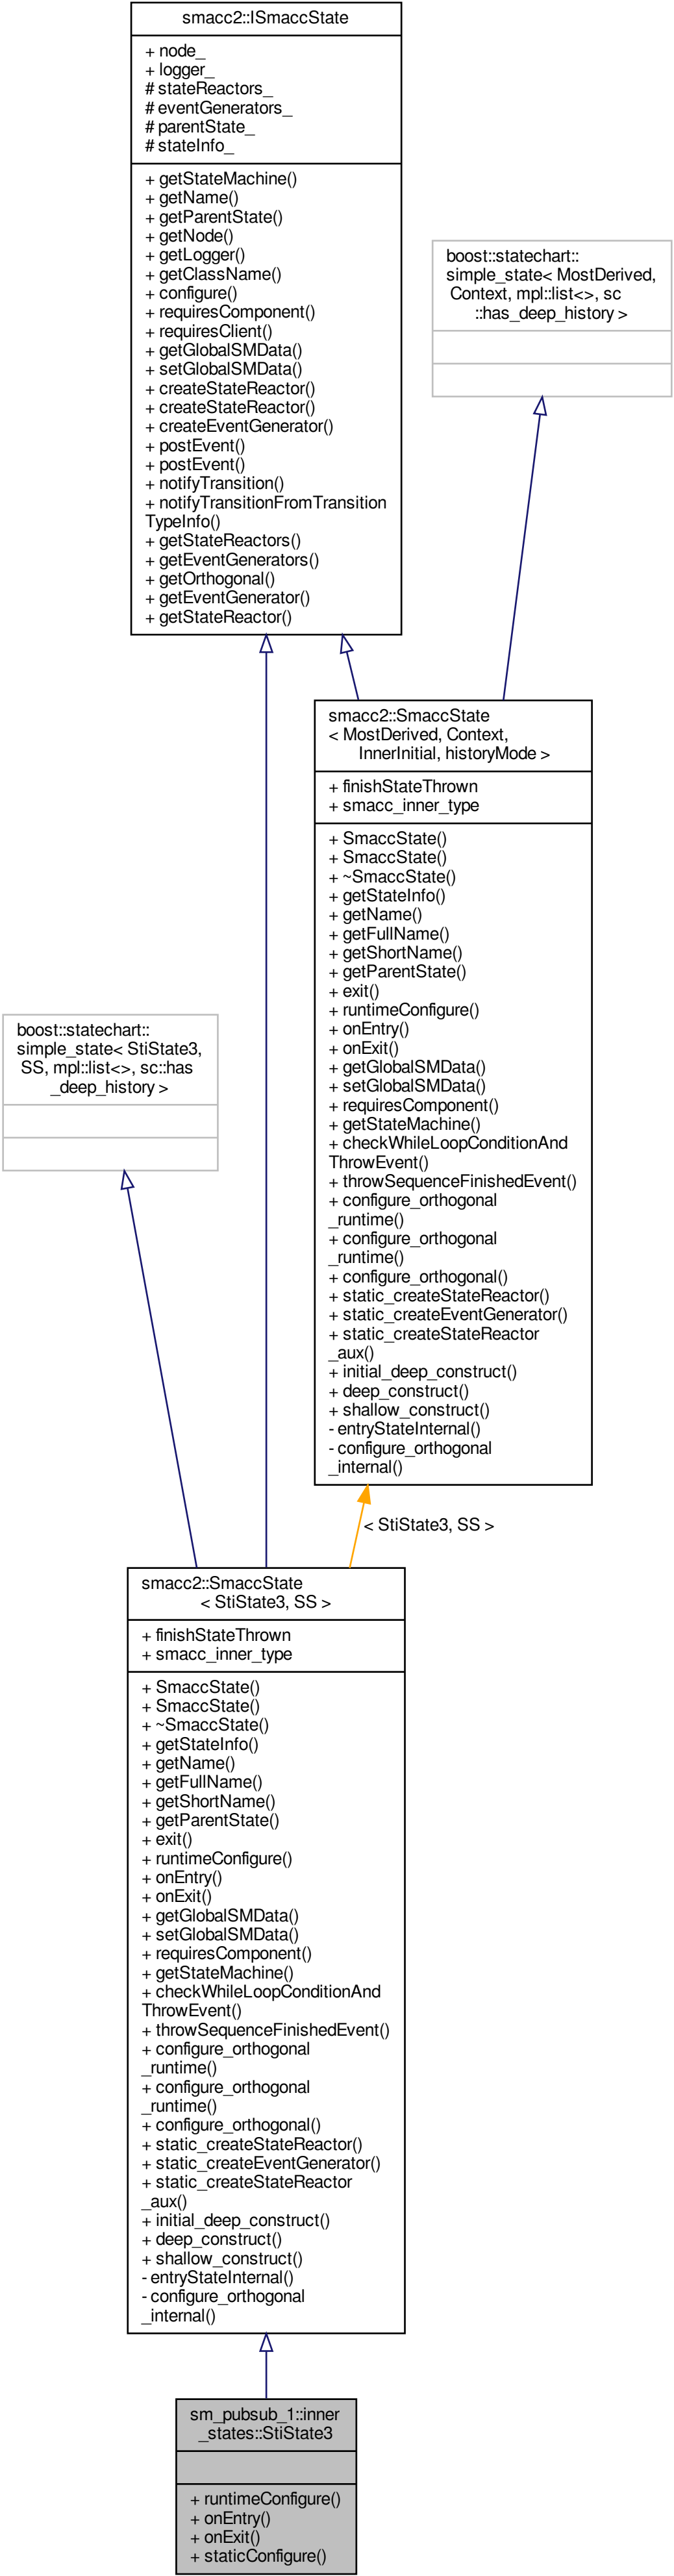 smacc2::ISmaccState
+ node_
+ logger_
# stateReactors_
# eventGenerators_
# parentState_
# stateInfo_
+ getStateMachine()
+ getName()
+ getParentState()
+ getNode()
+ getLogger()
+ getClassName()
+ configure()
+ requiresComponent()
+ requiresClient()
+ getGlobalSMData()
+ setGlobalSMData()
+ createStateReactor()
+ createStateReactor()
+ createEventGenerator()
+ postEvent()
+ postEvent()
+ notifyTransition()
+ notifyTransitionFromTransition
TypeInfo()
+ getStateReactors()
+ getEventGenerators()
+ getOrthogonal()
+ getEventGenerator()
+ getStateReactor()
boost::statechart::
simple_state< MostDerived,
Context, mpl::list<>, sc
::has_deep_history >
smacc2::SmaccState
< MostDerived, Context,
InnerInitial, historyMode >
+ finishStateThrown
+ smacc_inner_type
+ SmaccState()
+ SmaccState()
+ ~SmaccState()
+ getStateInfo()
+ getName()
+ getFullName()
+ getShortName()
+ getParentState()
+ exit()
+ runtimeConfigure()
+ onEntry()
+ onExit()
+ getGlobalSMData()
+ setGlobalSMData()
+ requiresComponent()
+ getStateMachine()
+ checkWhileLoopConditionAnd
ThrowEvent()
+ throwSequenceFinishedEvent()
+ configure_orthogonal
_runtime()
+ configure_orthogonal
_runtime()
+ configure_orthogonal()
+ static_createStateReactor()
+ static_createEventGenerator()
+ static_createStateReactor
_aux()
+ initial_deep_construct()
+ deep_construct()
+ shallow_construct()
- entryStateInternal()
- configure_orthogonal
_internal()
boost::statechart::
simple_state< StiState3,
SS, mpl::list<>, sc::has
_deep_history >
< StiState3, SS >
smacc2::SmaccState
< StiState3, SS >
+ finishStateThrown
+ smacc_inner_type
+ SmaccState()
+ SmaccState()
+ ~SmaccState()
+ getStateInfo()
+ getName()
+ getFullName()
+ getShortName()
+ getParentState()
+ exit()
+ runtimeConfigure()
+ onEntry()
+ onExit()
+ getGlobalSMData()
+ setGlobalSMData()
+ requiresComponent()
+ getStateMachine()
+ checkWhileLoopConditionAnd
ThrowEvent()
+ throwSequenceFinishedEvent()
+ configure_orthogonal
_runtime()
+ configure_orthogonal
_runtime()
+ configure_orthogonal()
+ static_createStateReactor()
+ static_createEventGenerator()
+ static_createStateReactor
_aux()
+ initial_deep_construct()
+ deep_construct()
+ shallow_construct()
- entryStateInternal()
- configure_orthogonal
_internal()
sm_pubsub_1::inner
_states::StiState3
+ runtimeConfigure()
+ onEntry()
+ onExit()
+ staticConfigure()